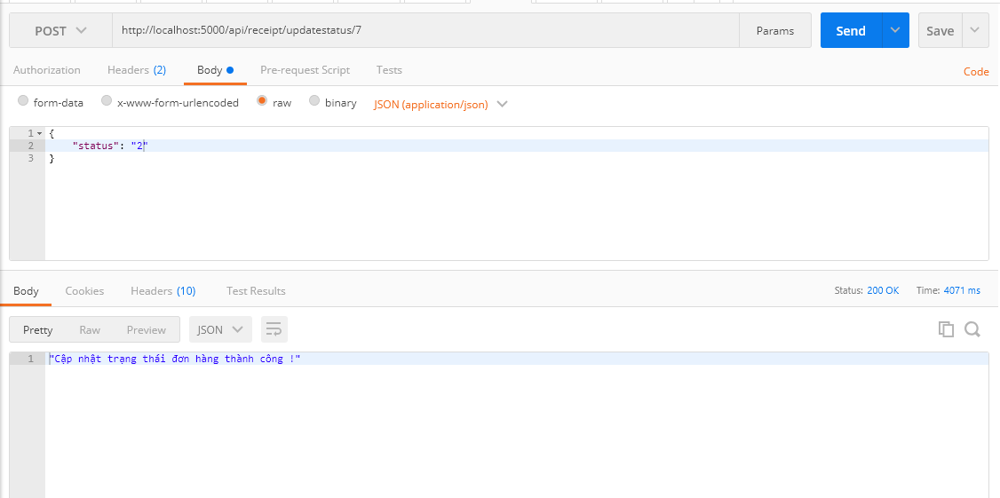 POST http://localhost:5000/api/receipt/updatestatus/7 Params Send Save
Authorization Headers (2) Body Pre-request Script Tests Code
form-data x-www-form-urlencoded raw binary JSON (application/json)
1 {
2 "status": "2"
3 }
Body Cookies Headers (10) Test Results Status: 200 OK Time: 4071 ms
Pretty Raw Preview JSON
1 "Cập nhật trạng thái đơn hàng thành công !"